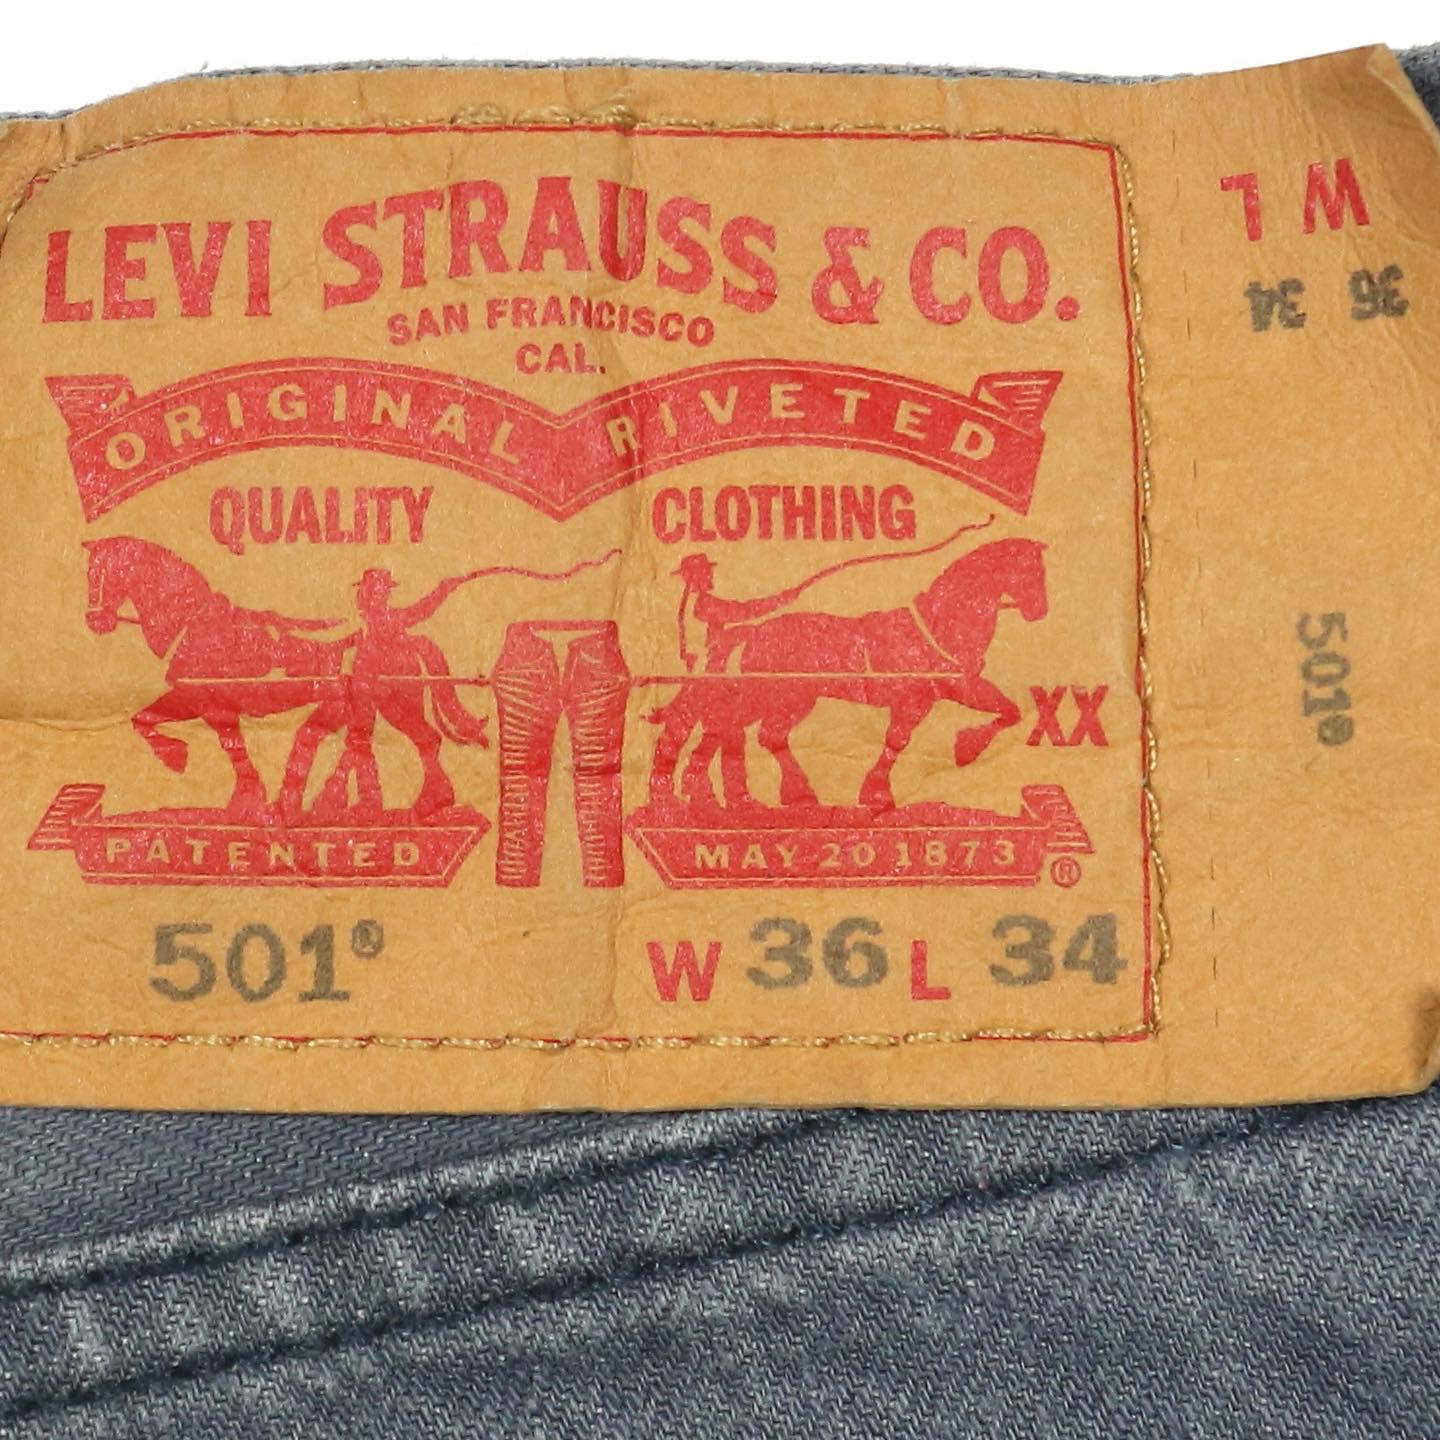 LEVI STRAUSS & CO.
SAN FRANCISCO
CAL.
ORIGINAL RIVETED
QUALITY CLOTHING
XX
PATENTED MAY 20 1873 ®
501® W 36 L 34
W L
36 34
501®